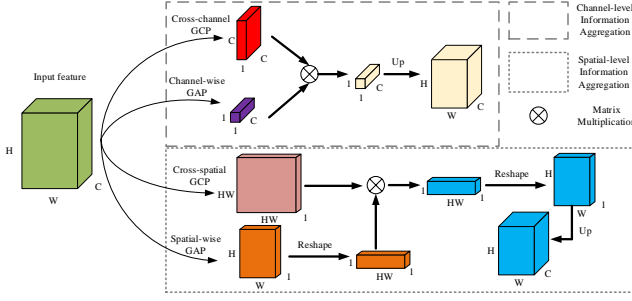 Cross-channel
GCP
C
1
C
Channel-wise
GAP
1
1
C
1
1
C
Up
H
W
C
Channel-level
Information
Aggregation
Spatial-level
Information
Aggregation
Matrix
Multiplication
Input feature
H
W
C
Cross-spatial
GCP
HW
HW
1
Spatial-wise
GAP
H
W
1
Reshape
1
HW
1
1
HW
1
Reshape
H
W
1
Up
H
W
C